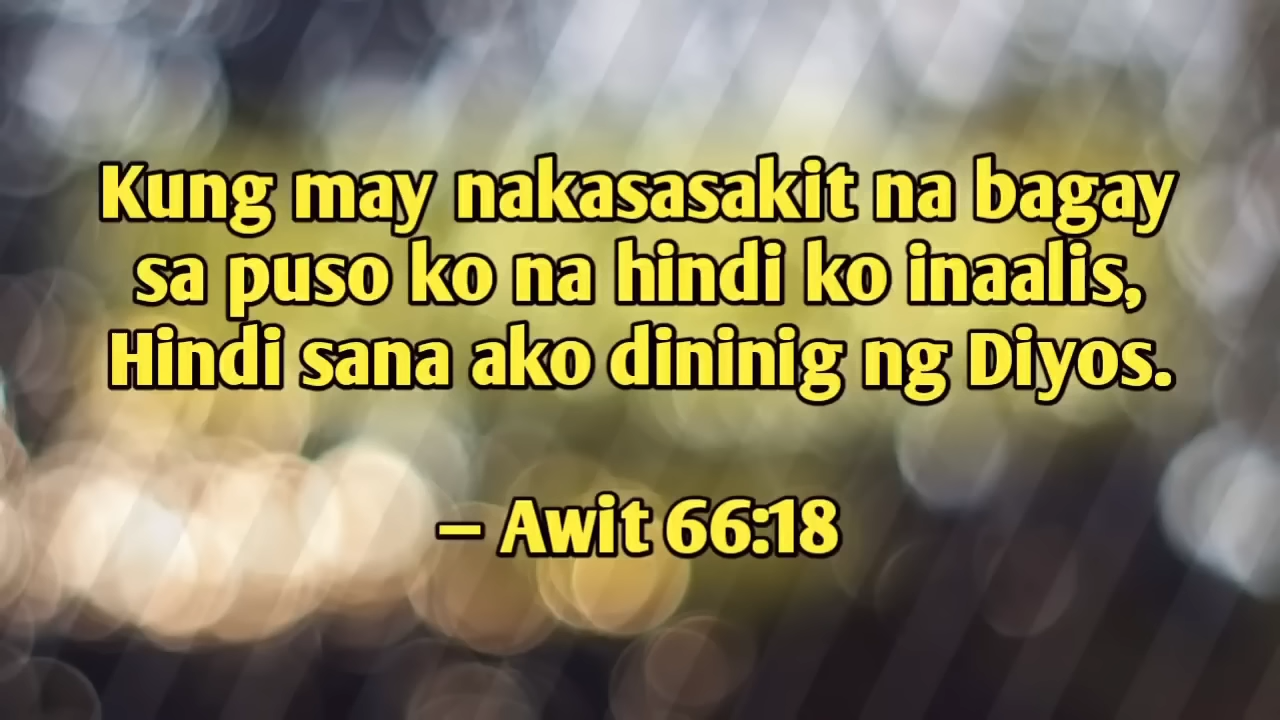 Kung may nakasasakit na bagay
sa puso ko na hindi ko inaalis,
Hindi sana ako dininig ng Diyos.
– Awit 66:18